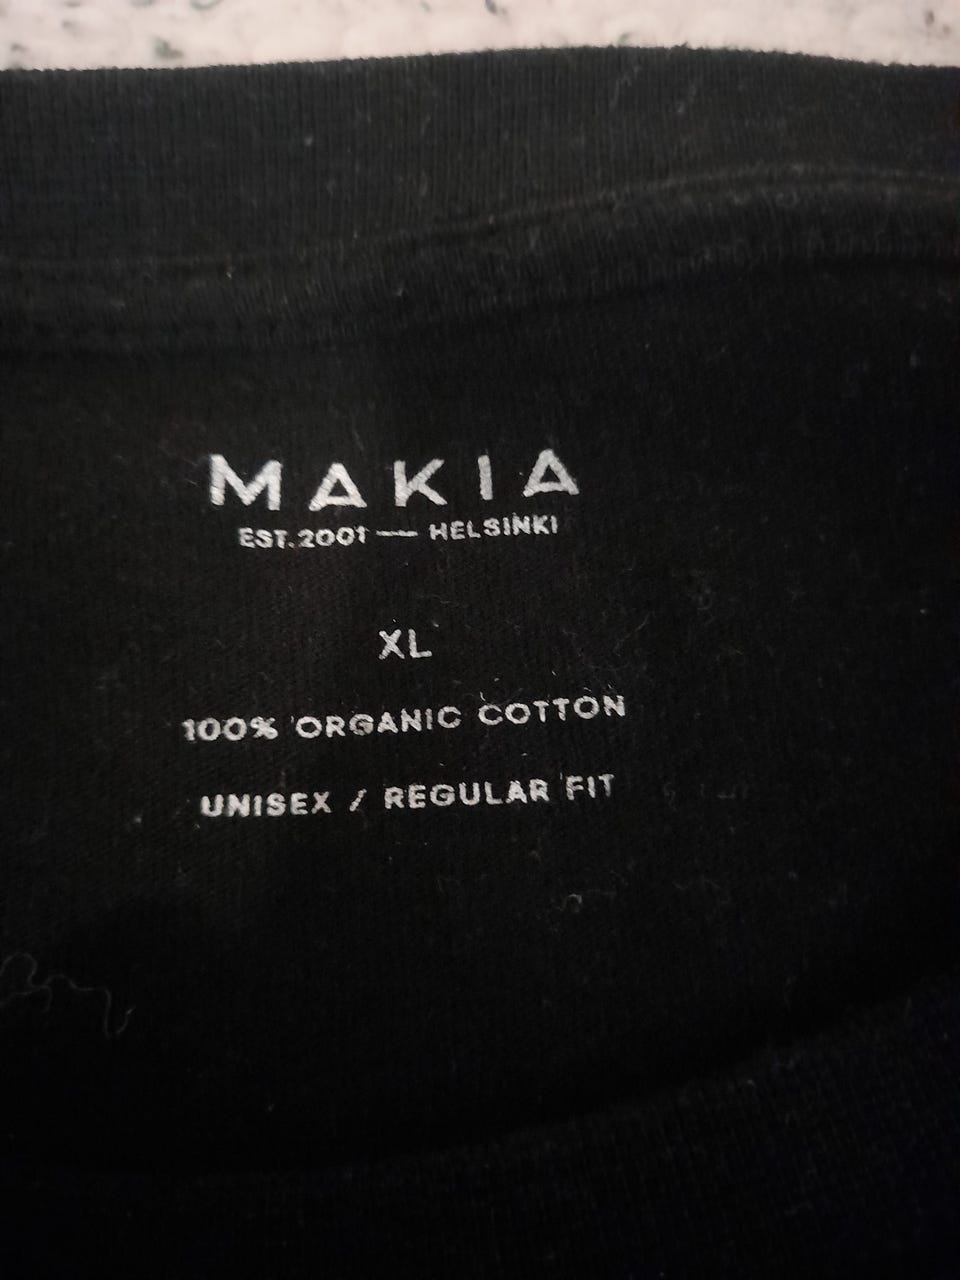 MAKIA
EST.2001 — HELSINKI
XL
100% ORGANIC COTTON
UNISEX / REGULAR FIT